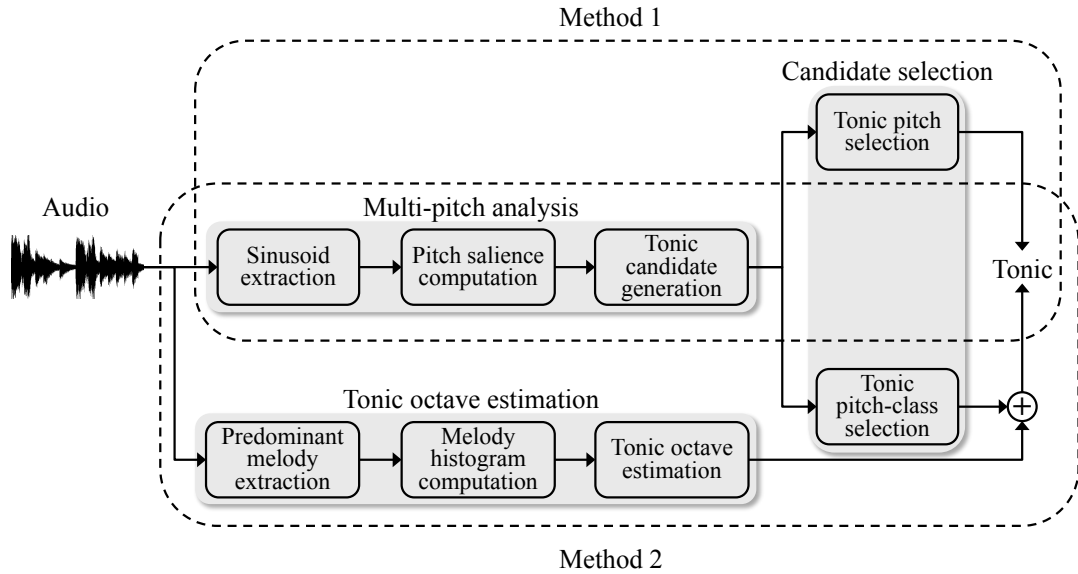 Method 1
Candidate selection
Tonic pitch
selection
Audio
Multi-pitch analysis
Sinusoid
extraction
Pitch salience
computation
Tonic
candidate
generation
Tonic
Tonic
pitch-class
selection
+
Tonic octave estimation
Predominant
melody
extraction
Melody
histogram
computation
Tonic octave
estimation
Method 2